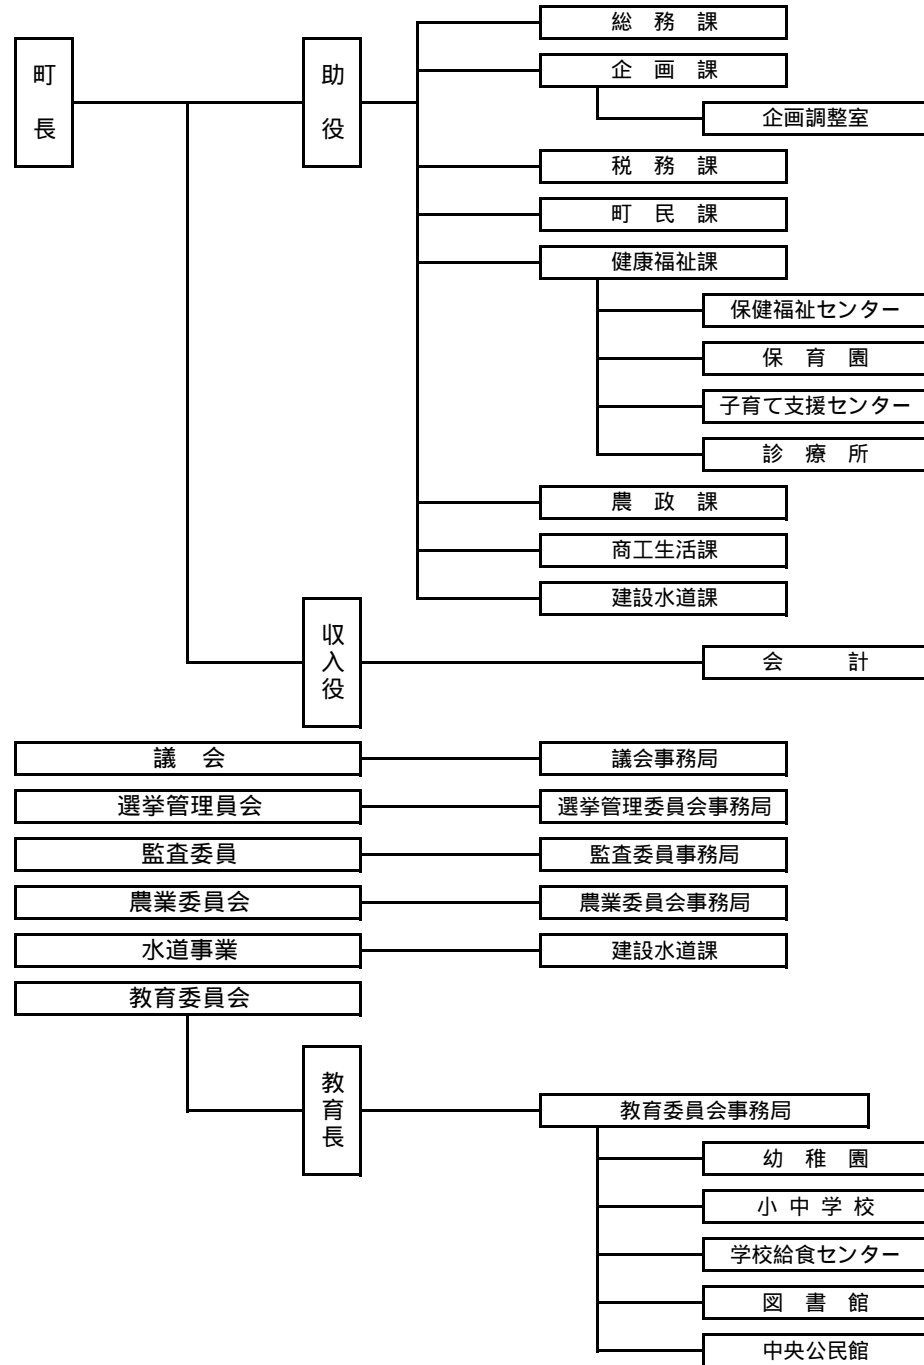 町長
助役
総務課
企画課
企画調整室
税務課
町民課
健康福祉課
保健福祉センター
保育園
子育て支援センター
診療所
農政課
商工生活課
建設水道課
収入役
会計
議会
議会事務局
選挙管理員会
選挙管理委員会事務局
監査委員
監査委員事務局
農業委員会
農業委員会事務局
水道事業
建設水道課
教育委員会
教育長
教育委員会事務局
幼稚園
小中学校
学校給食センター
図書館
中央公民館